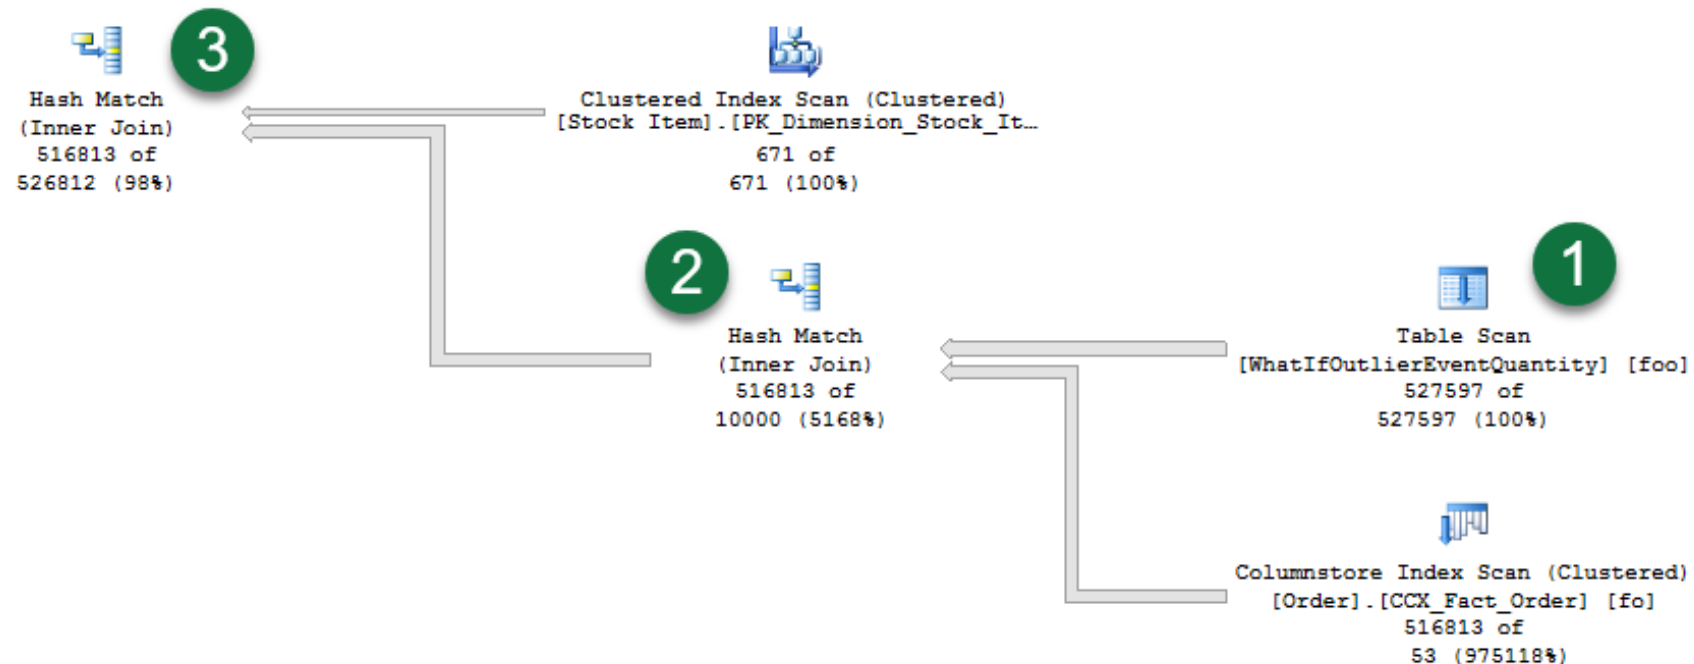 3
Hash Match
(Inner Join)
516813 of
526812 (98%)
Clustered Index Scan (Clustered)
[Stock Item].[PK_Dimension_Stock_It…
671 of
671 (100%)
2
Hash Match
(Inner Join)
516813 of
10000 (5168%)
1
Table Scan
[WhatIfOutlierEventQuantity] [foo]
527597 of
527597 (100%)
Columnstore Index Scan (Clustered)
[Order].[CCX_Fact_Order] [fo]
516813 of
53 (975118%)